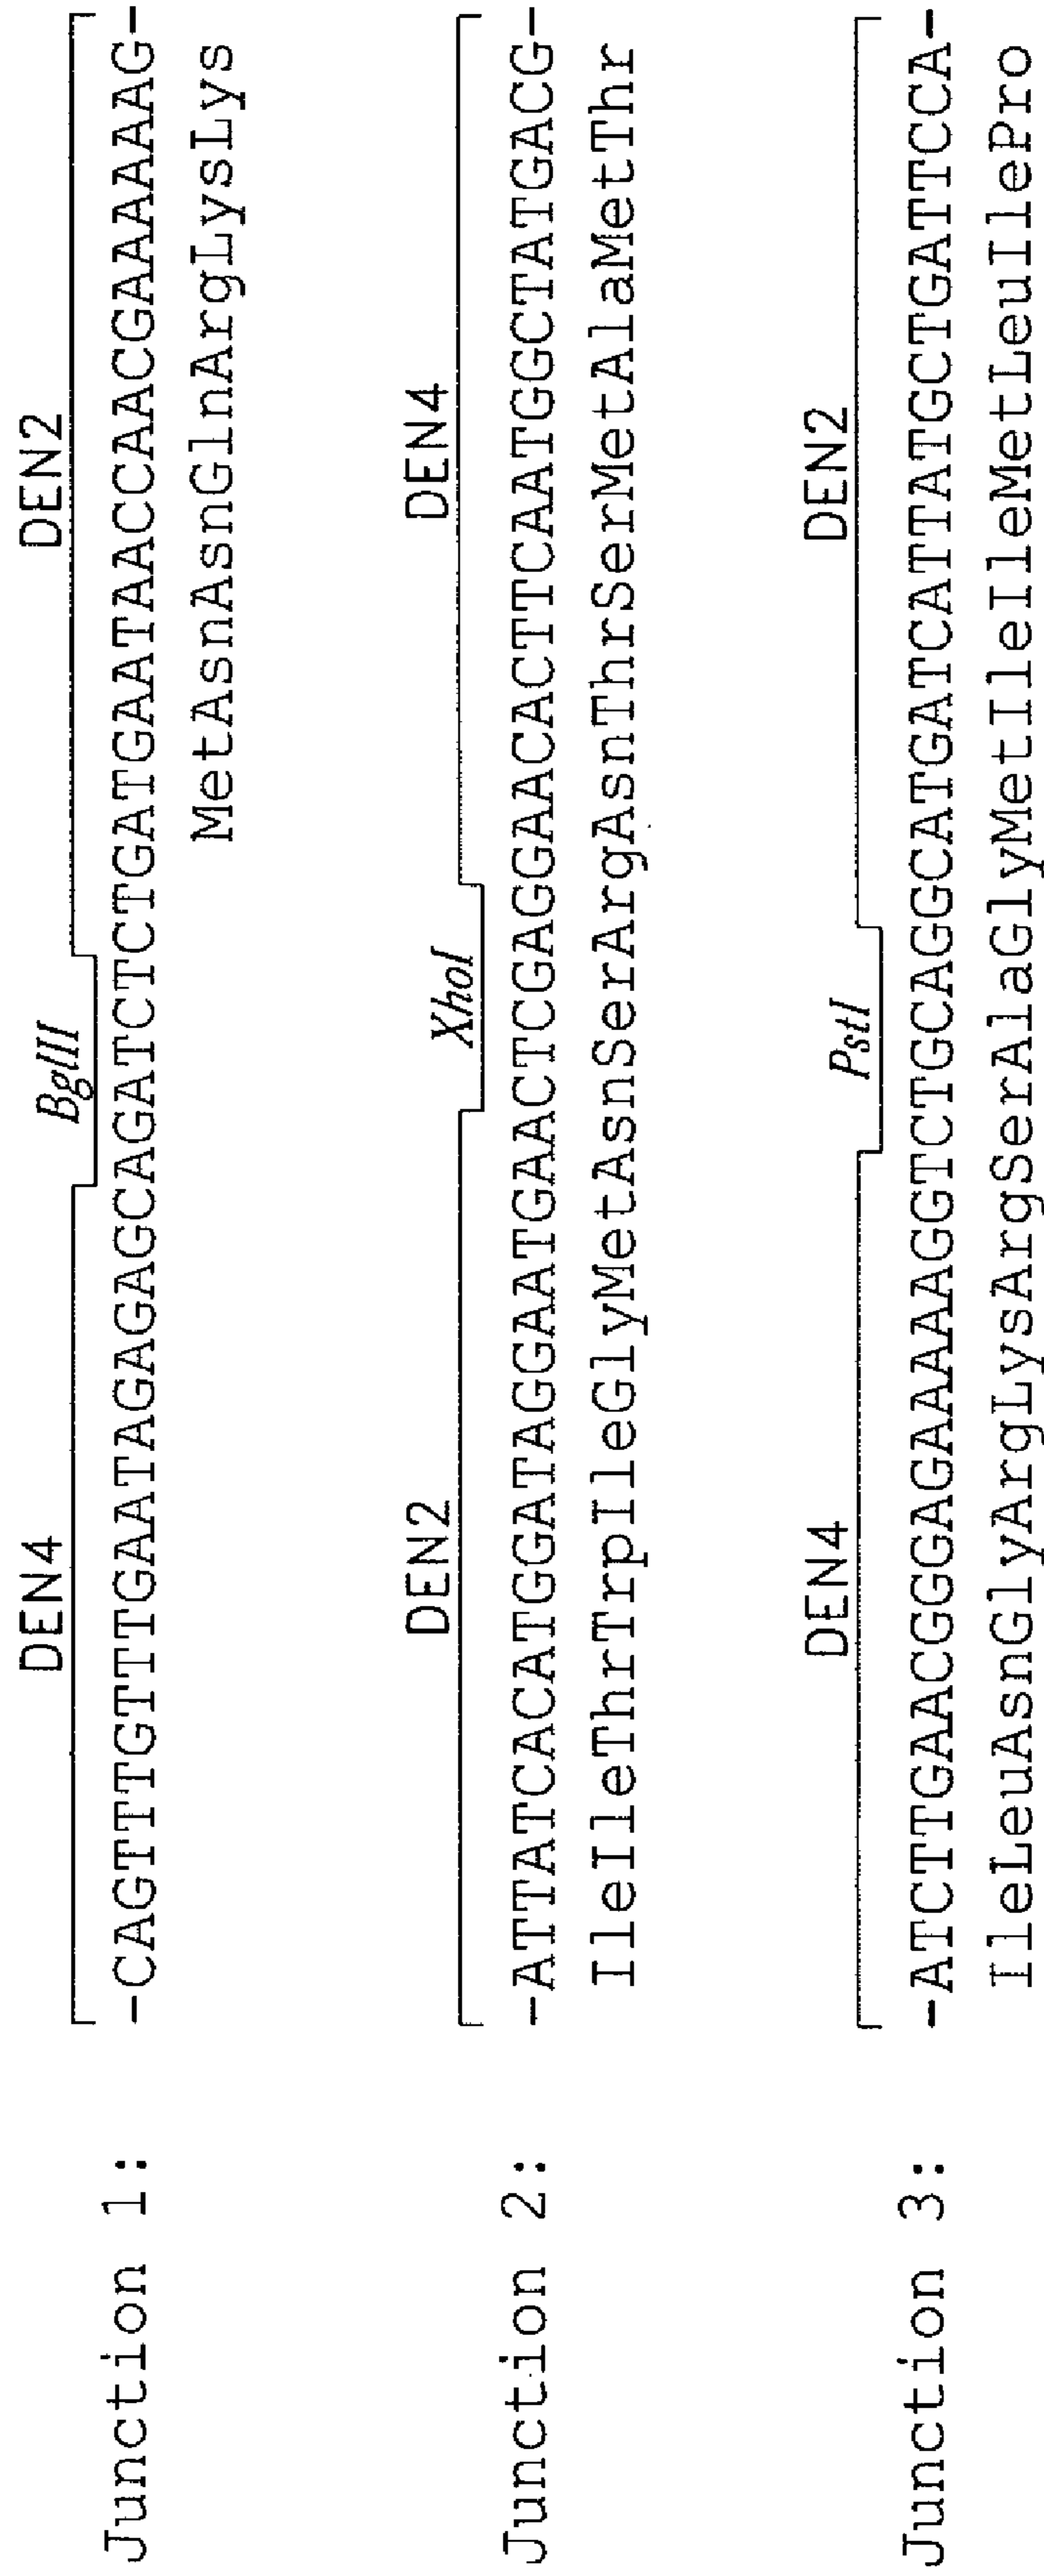 DEN4 BglII DEN2
Junction 1: -CAGTTTGTTTGAATAGAGAGCAGATCTCTGATGAATAACCAACGAAAAAAG-
MetAsnAsnGlnArgLysLys
DEN2 XhoI DEN4
Junction 2: -ATTATCACATGGATAGGAATGAACTCGAGGAACACTTCAATGGCTATGACG-
IleIleThrTrpIleGlyMetAsnSerArgAsnThrSerMetAlaMetThr
DEN4 PstI DEN2
Junction 3: -ATCTTGAACGGGAGAAAAAGGTCTGCAGGCATGATCATTATGCTGATTCCA-
IleLeuAsnGlyArgLysArgSerAlaGlyMetIleIleMetLeuIlePro